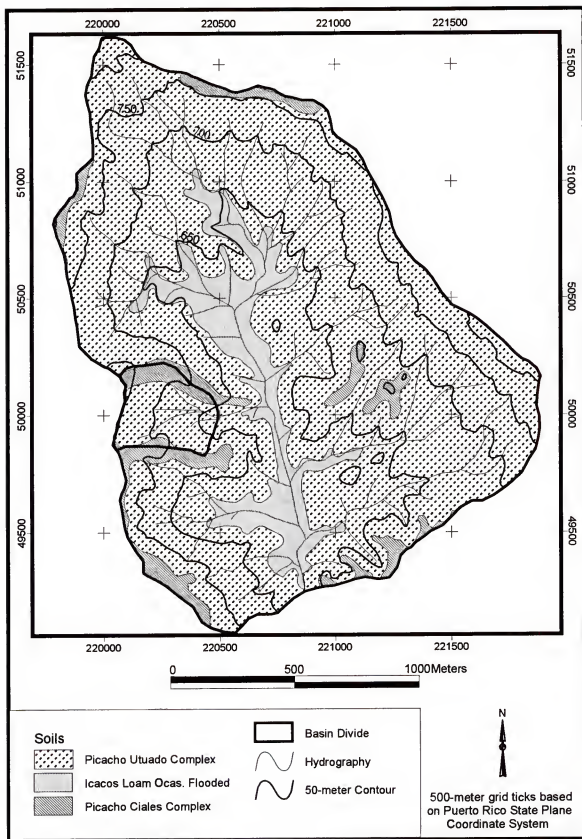 220000 220500 221000 221500
51500
51500
750
700
51000
51000
650
50500
50500
50000
50000
49500
49500
220000 220500 221000 221500
0 500 1000Meters
Soils
Picacho Utuado Complex
Icacos Loam Ocas. Flooded
Picacho Ciales Complex
Basin Divide
Hydrography
50-meter Contour
N
500-meter grid ticks based
on Puerto Rico State Plane
Coordinate System